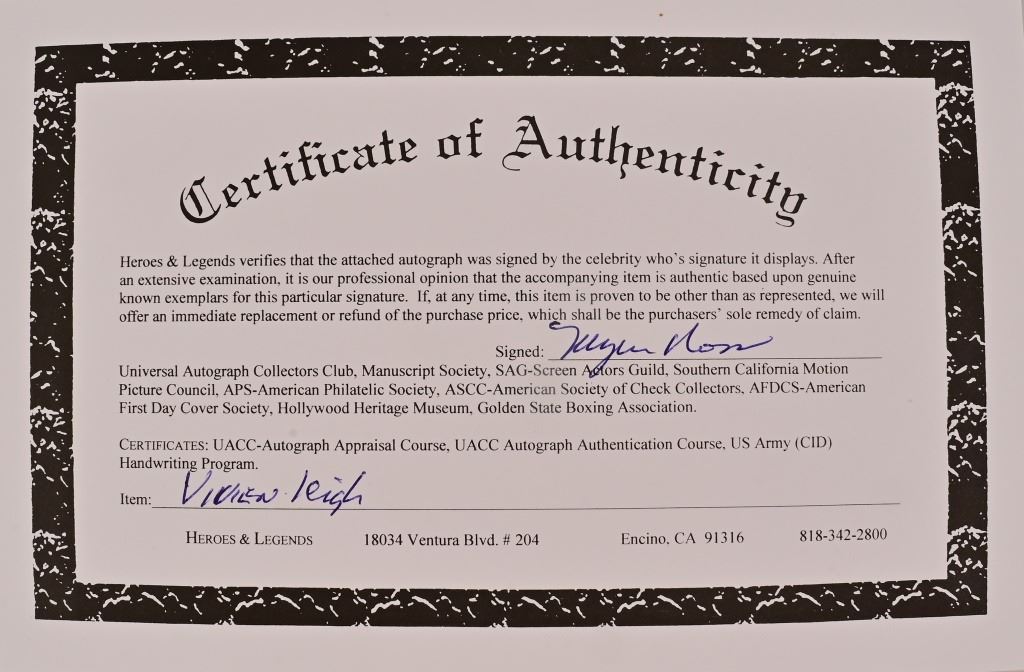 Certificate of Authenticity
Heroes & Legends verifies that the attached autograph was signed by the celebrity who's signature it displays. After
an extensive examination, it is our professional opinion that the accompanying item is authentic based upon genuine
known exemplars for this particular signature. If, at any time, this item is proven to be other than as represented, we will
offer an immediate replacement or refund of the purchase price, which shall be the purchasers' sole remedy of claim.
Signed:
Universal Autograph Collectors Club, Manuscript Society, SAG-Screen Actors Guild, Southern California Motion
Picture Council, APS-American Philatelic Society, ASCC-American Society of Check Collectors, AFDCS-American
First Day Cover Society, Hollywood Heritage Museum, Golden State Boxing Association.
CERTIFICATES: UACC-Autograph Appraisal Course, UACC Autograph Authentication Course, US Army (CID)
Handwriting Program.
Item: Vivien Leigh
HEROES & LEGENDS 18034 Ventura Blvd. # 204 Encino, CA 91316 818-342-2800